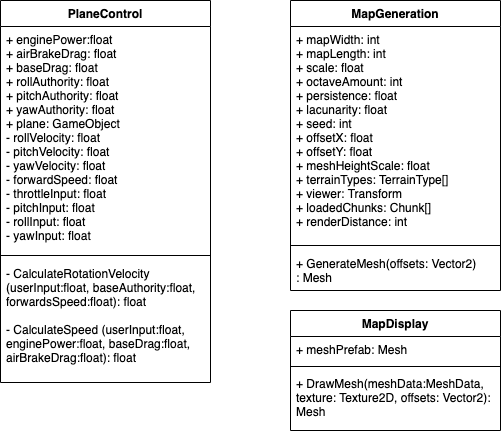 PlaneControl
+ enginePower:float
+ airBrakeDrag: float
+ baseDrag: float
+ rollAuthority: float
+ pitchAuthority: float
+ yawAuthority: float
+ plane: GameObject
- rollVelocity: float
- pitchVelocity: float
- yawVelocity: float
- forwardSpeed: float
- throttleInput: float
- pitchInput: float
- rollInput: float
- yawInput: float
- CalculateRotationVelocity
(userInput:float, baseAuthority:float,
forwardsSpeed:float): float
- CalculateSpeed (userInput:float,
enginePower:float, baseDrag:float,
airBrakeDrag:float): float
MapGeneration
+ mapWidth: int
+ mapLength: int
+ scale: float
+ octaveAmount: int
+ persistence: float
+ lacunarity: float
+ seed: int
+ offsetX: float
+ offsetY: float
+ meshHeightScale: float
+ terrainTypes: TerrainType[]
+ viewer: Transform
+ loadedChunks: Chunk[]
+ renderDistance: int
+ GenerateMesh(offsets: Vector2)
: Mesh
MapDisplay
+ meshPrefab: Mesh
+ DrawMesh(meshData:MeshData,
texture: Texture2D, offsets: Vector2):
Mesh